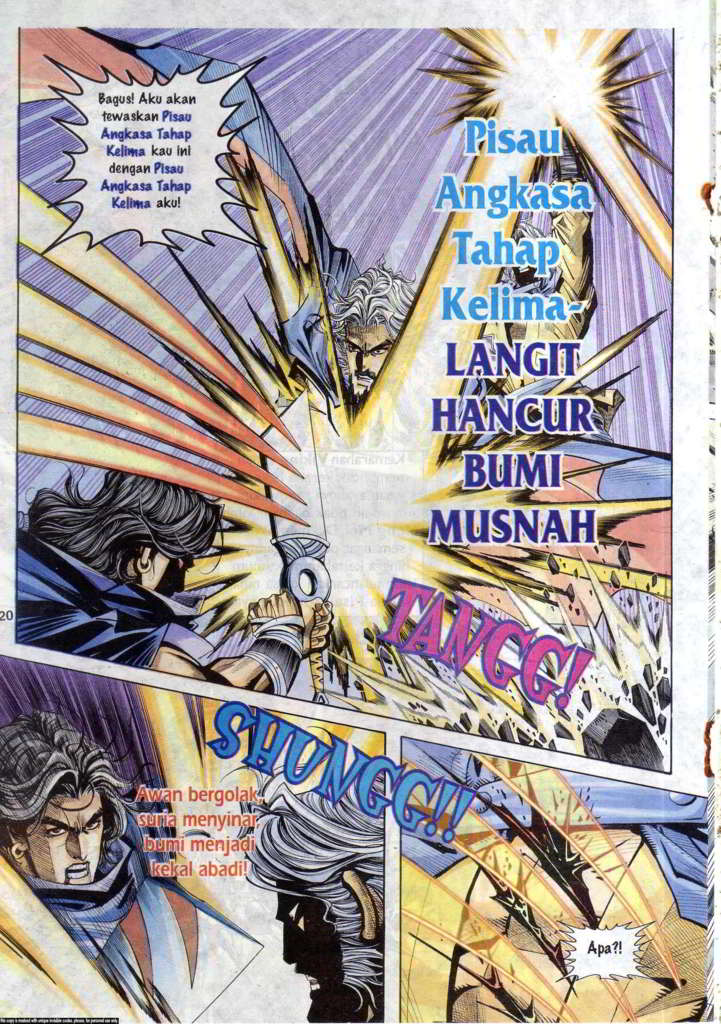 Bagus! Aku akan
tewaskan Pisau
Angkasa Tahap
Kelima kau ini
dengan Pisau
Angkasa Tahap
Kelima aku!
Pisau
Angkasa
Tahap
Kelima-
LANGIT
HANCUR
BUMI
MUSNAH
20
TANGG!
SHUNGG!!
Awan bergolak,
suria menyinar
bumi menjadi
kekal abadi!
Apa?!